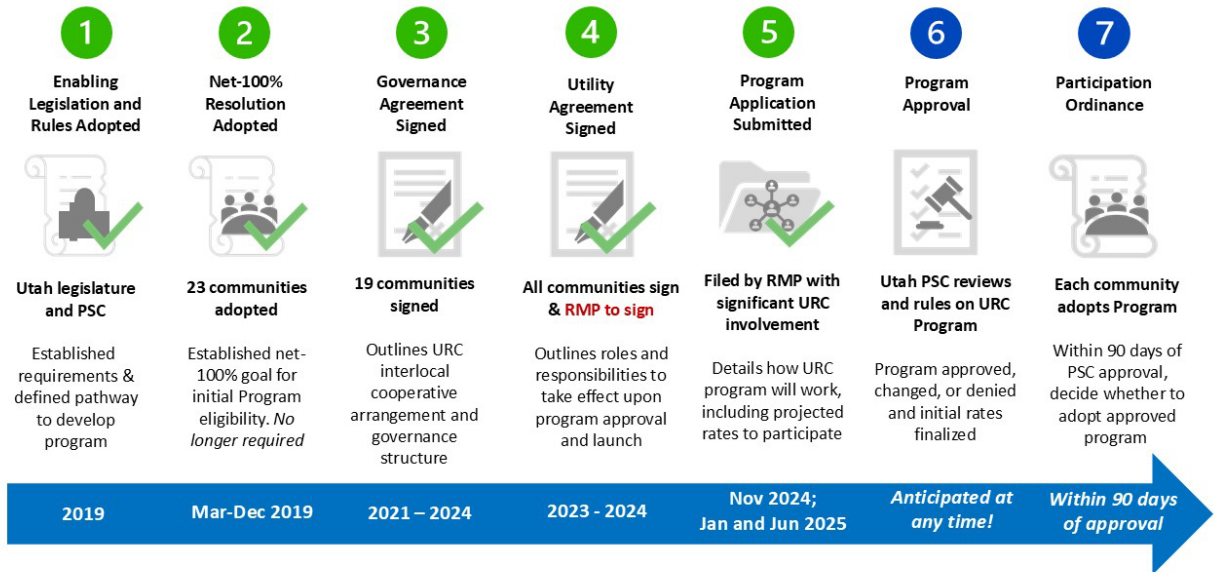 1
Enabling
Legislation and
Rules Adopted
Utah legislature
and PSC
Established
requirements &
defined pathway
to develop
program
2019
2
Net-100%
Resolution
Adopted
23 communities
adopted
Established net-
100% goal for
initial Program
eligibility. No
longer required
Mar-Dec 2019
3
Governance
Agreement
Signed
19 communities
signed
Outlines URC
interlocal
cooperative
arrangement and
governance
structure
2021 – 2024
4
Utility
Agreement
Signed
All communities sign
& RMP to sign
Outlines roles and
responsibilities to
take effect upon
program approval
and launch
2023 - 2024
5
Program
Application
Submitted
Filed by RMP with
significant URC
involvement
Details how URC
program will work,
including projected
rates to participate
Nov 2024;
Jan and Jun 2025
6
Program
Approval
Utah PSC reviews
and rules on URC
Program
Program approved,
changed, or denied
and initial rates
finalized
Anticipated at
any time!
7
Participation
Ordinance
Each community
adopts Program
Within 90 days of
PSC approval,
decide whether to
adopt approved
program
Within 90 days
of approval